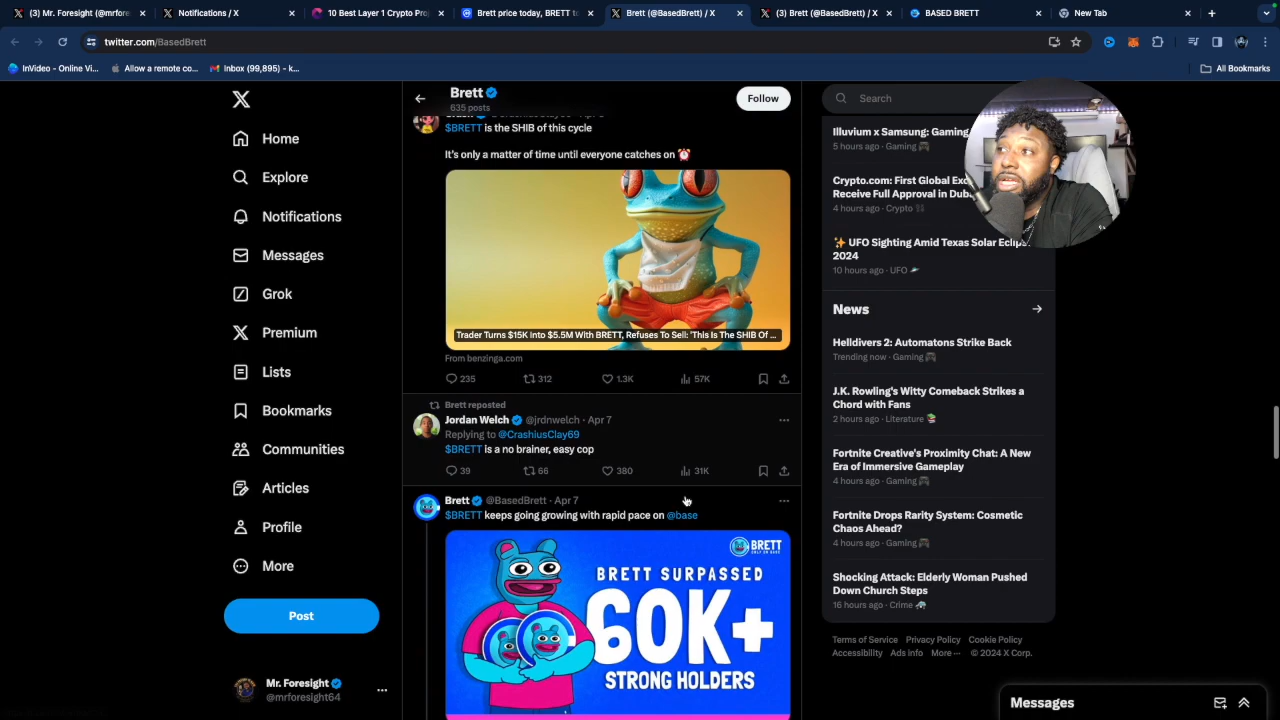 (3) Mr. Foresight (@mrfores
Notifications / X
10 Best Layer 1 Crypto Pro
Brett price today, BRETT to
Brett (@BasedBrett) / X
(3) Brett (@BasedBrett) / X
BASED BRETT
New Tab
twitter.com/BasedBrett
InVideo - Online Vi...
Allow a remote co...
Inbox (99,895) - k...
All Bookmarks
Home
Explore
Notifications
Messages
Grok
Premium
Lists
Bookmarks
Communities
Articles
Profile
More
Post
Mr. Foresight
@mrforesight64
Brett
635 posts
Follow
$BRETT is the SHIB of this cycle
It's only a matter of time until everyone catches on ⏰
Trader Turns $15K Into $5.5M With BRETT, Refuses To Sell: 'This Is The SHIB Of ...
From benzinga.com
235 312 1.3K 57K
Brett reposted
Jordan Welch @jrdnwelch · Apr 7
Replying to @CrashiusClay69
$BRETT is a no brainer, easy cop
39 66 380 31K
Brett @BasedBrett · Apr 7
$BRETT keeps going growing with rapid pace on @base
BRETT
BRETT SURPASSED
60K+
STRONG HOLDERS
Search
Illuvium x Samsung: Gaming
5 hours ago · Gaming 🎮
Crypto.com: First Global Exc
Receive Full Approval in Duba
4 hours ago · Crypto
✨ UFO Sighting Amid Texas Solar Eclips
2024
10 hours ago · UFO 🛸
News
Helldivers 2: Automatons Strike Back
Trending now · Gaming 🎮
J.K. Rowling's Witty Comeback Strikes a
Chord with Fans
2 hours ago · Literature 📚
Fortnite Creative's Proximity Chat: A New
Era of Immersive Gameplay
4 hours ago · Gaming 🎮
Fortnite Drops Rarity System: Cosmetic
Chaos Ahead?
4 hours ago · Gaming 🎮
Shocking Attack: Elderly Woman Pushed
Down Church Steps
16 hours ago · Crime 🚓
Terms of Service Privacy Policy Cookie Policy
Accessibility Ads info More ··· © 2024 X Corp.
Messages